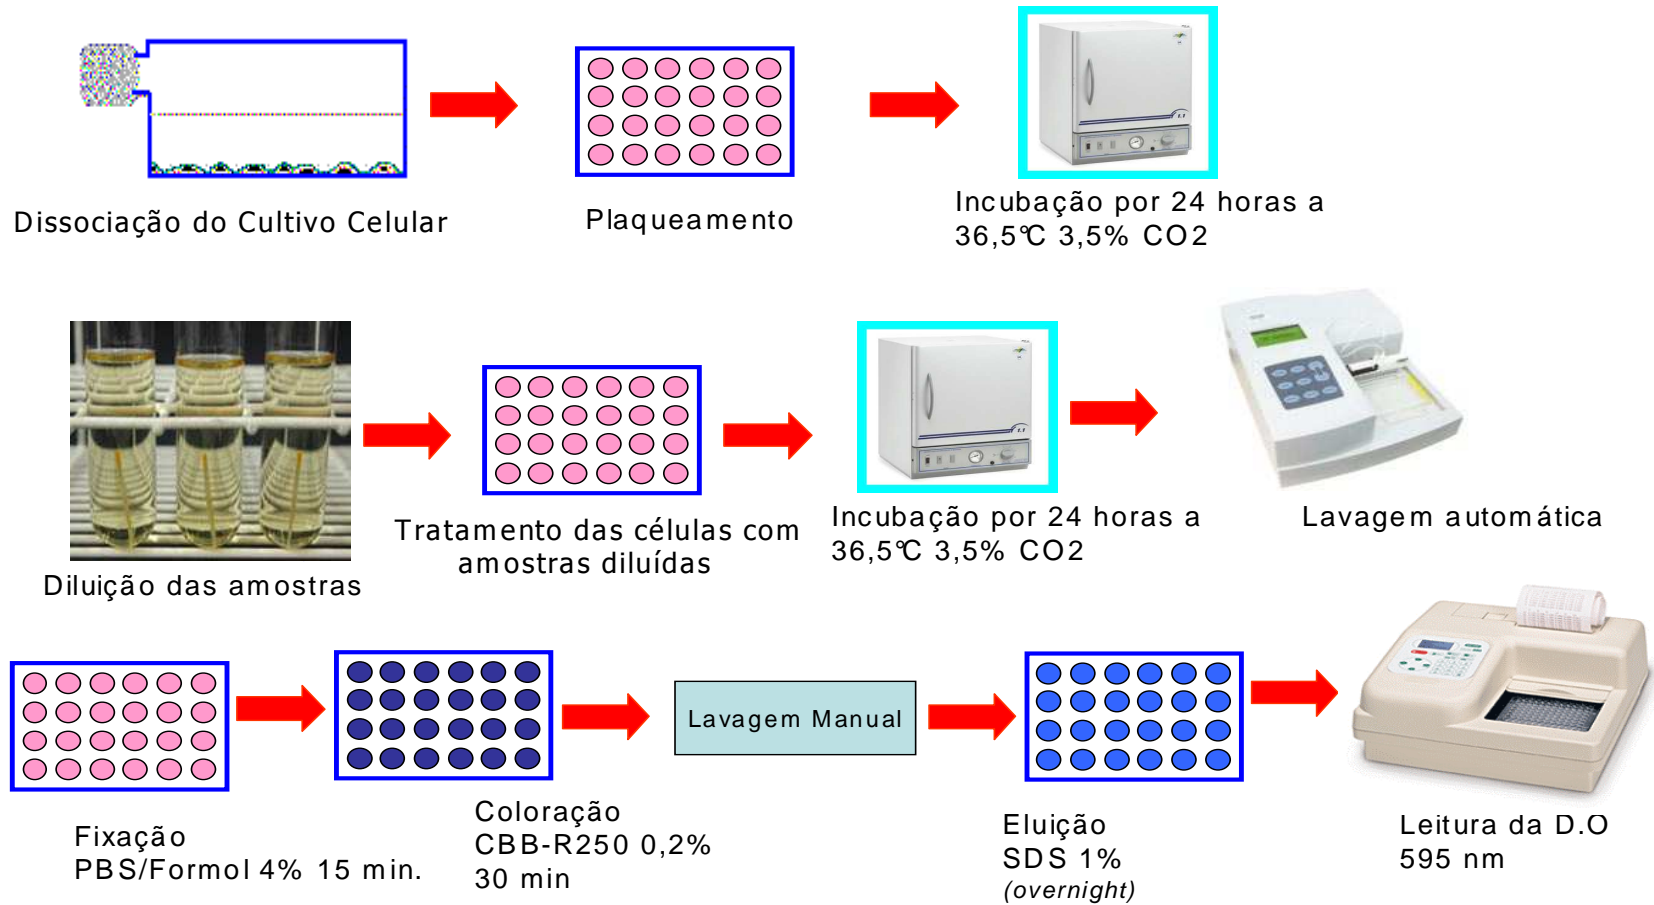 Dissociação do Cultivo Celular
Plaqueamento
Incubação por 24 horas a
36,5°C 3,5% CO2
Diluição das amostras
Tratamento das células com
amostras diluídas
Incubação por 24 horas a
36,5°C 3,5% CO2
Lavagem automática
Fixação
PBS/Formol 4% 15 min.
Coloração
CBB-R250 0,2%
30 min
Lavagem Manual
Eluição
SDS 1%
(overnight)
Leitura da D.O
595 nm